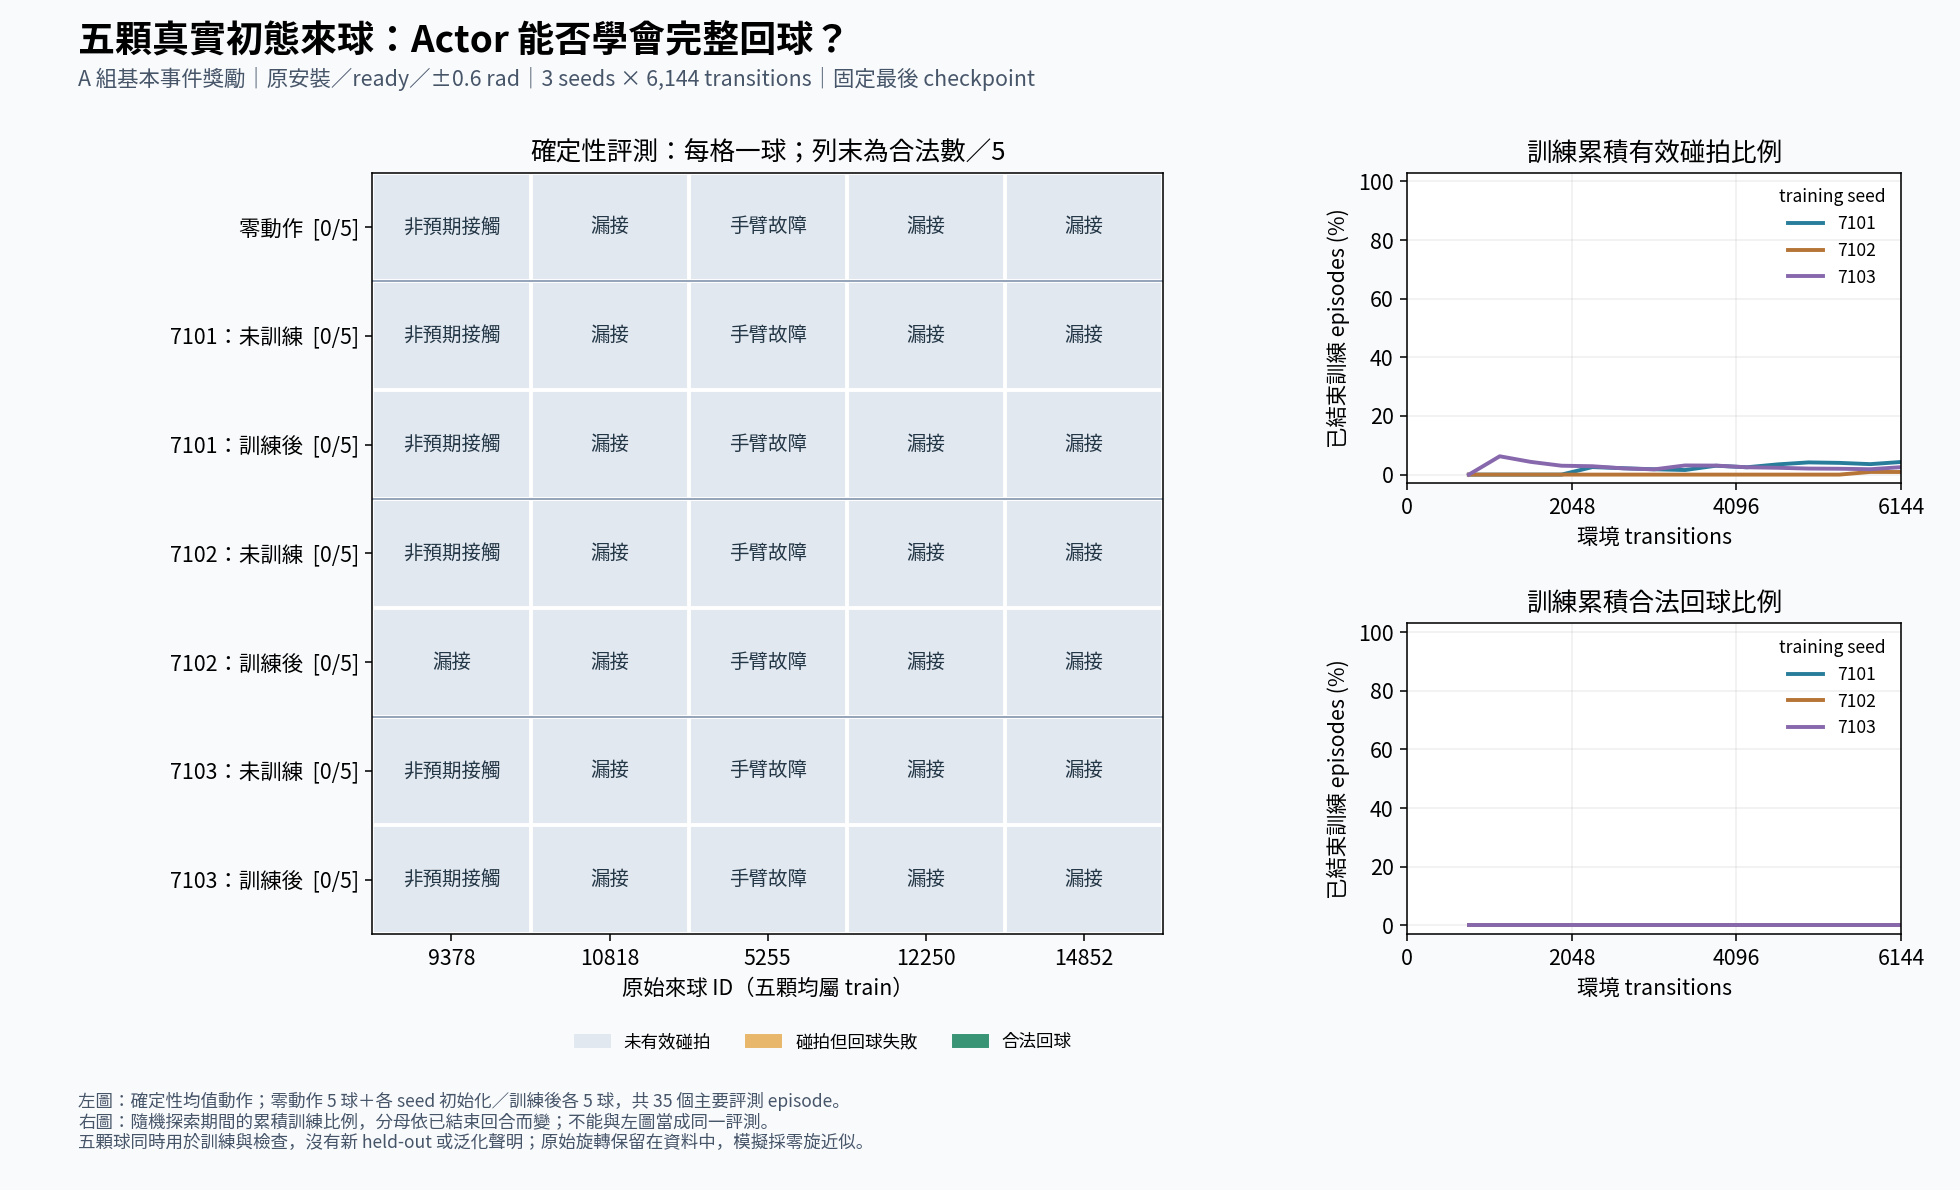 五顆真實初態來球：Actor 能否學會完整回球？
A 組基本事件獎勵｜原安裝／ready／±0.6 rad｜3 seeds × 6,144 transitions｜固定最後 checkpoint
確定性評測：每格一球；列末為合法數／5
零動作 [0/5] 非預期接觸 漏接 手臂故障 漏接 漏接
7101：未訓練 [0/5] 非預期接觸 漏接 手臂故障 漏接 漏接
7101：訓練後 [0/5] 非預期接觸 漏接 手臂故障 漏接 漏接
7102：未訓練 [0/5] 非預期接觸 漏接 手臂故障 漏接 漏接
7102：訓練後 [0/5] 漏接 漏接 手臂故障 漏接 漏接
7103：未訓練 [0/5] 非預期接觸 漏接 手臂故障 漏接 漏接
7103：訓練後 [0/5] 非預期接觸 漏接 手臂故障 漏接 漏接
9378 10818 5255 12250 14852
原始來球 ID（五顆均屬 train）
未有效碰拍 碰拍但回球失敗 合法回球
訓練累積有效碰拍比例
已結束訓練 episodes (%)
100
80
60
40
20
0
training seed
7101
7102
7103
0 2048 4096 6144
環境 transitions
訓練累積合法回球比例
已結束訓練 episodes (%)
100
80
60
40
20
0
training seed
7101
7102
7103
0 2048 4096 6144
環境 transitions
左圖：確定性均值動作；零動作 5 球＋各 seed 初始化／訓練後各 5 球，共 35 個主要評測 episode。
右圖：隨機探索期間的累積訓練比例，分母依已結束回合而變；不能與左圖當成同一評測。
五顆球同時用於訓練與檢查，沒有新 held-out 或泛化聲明；原始旋轉保留在資料中，模擬採零旋近似。